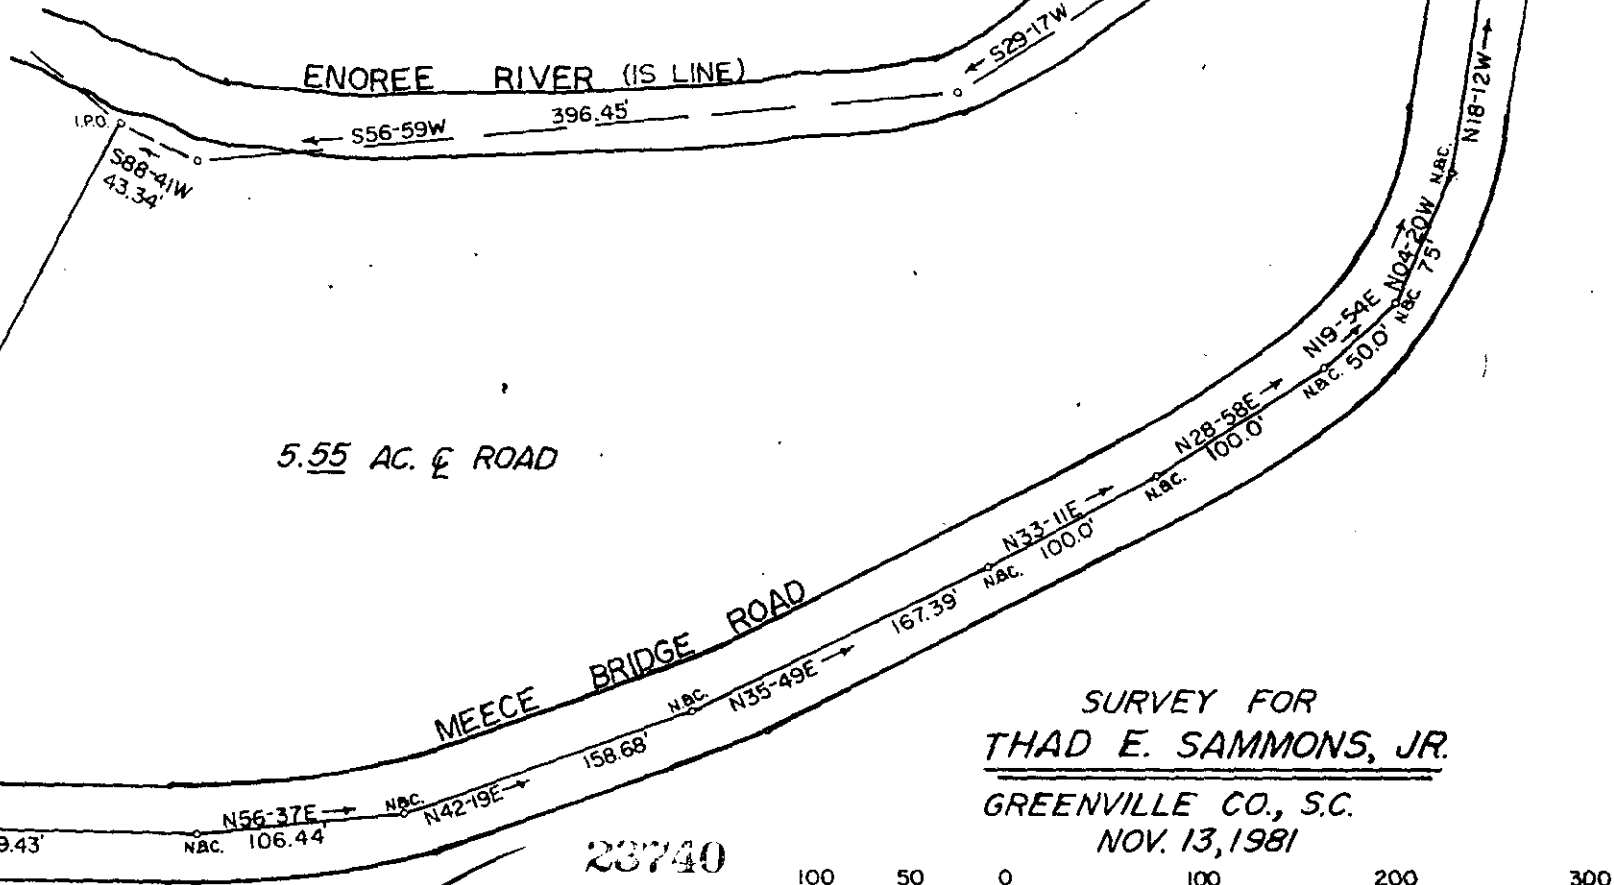 ENOREE RIVER (IS LINE)
S29-17W
396.45'
S56-59W
I.P.O.
S88-41W
43.34'
N18-12W
N.&C.
N04-20W
75'
N.&C.
N19-54E
50.0'
N.&C.
N28-58E
100.0'
N.&C.
N33-11E
100.0'
N.&C.
5.55 AC. ℄ ROAD
MEECE BRIDGE ROAD
167.39'
N35-49E
N.&C.
158.68'
N42-19E
N.&C.
N56-37E
106.44'
N.&C.
9.43'
SURVEY FOR
THAD E. SAMMONS, JR.
GREENVILLE CO., S.C.
NOV. 13, 1981
23740
100 50 0 100 200 300